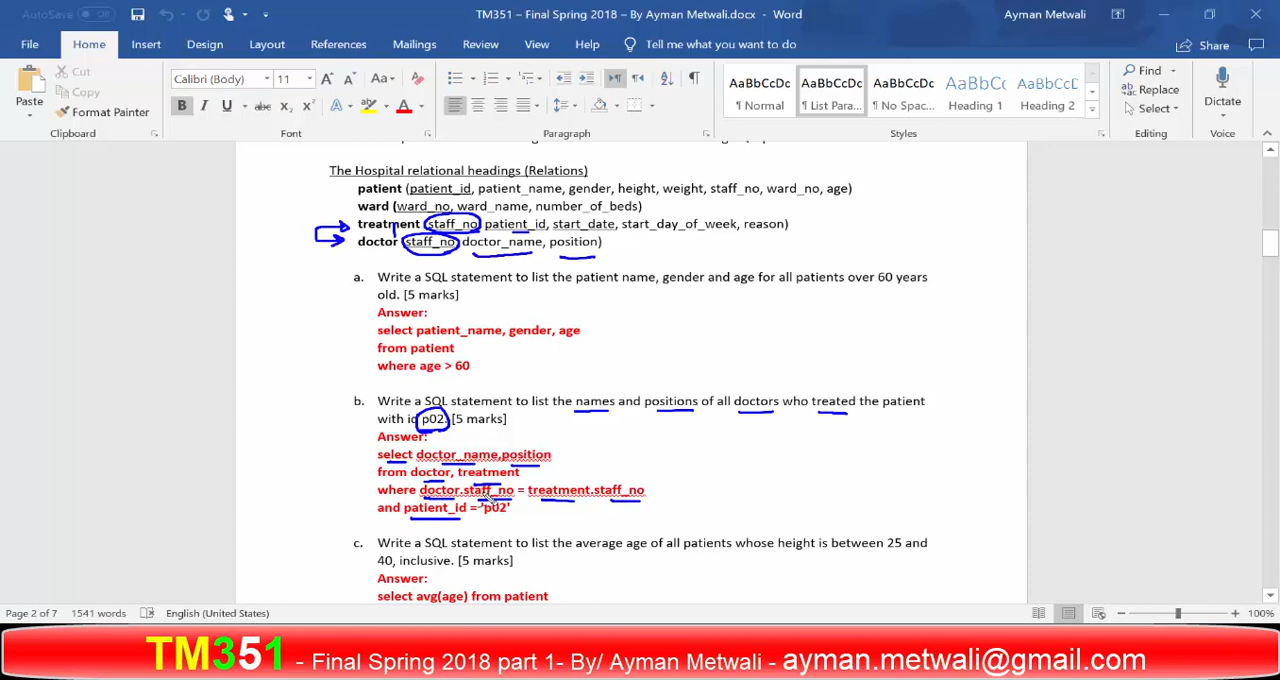 AutoSave Off
TM351 – Final Spring 2018 – By Ayman Metwali.docx - Word
Ayman Metwali
File Home Insert Design Layout References Mailings Review View Help Tell me what you want to do Share
Paste
Cut
Copy
Format Painter
Clipboard
Calibri (Body) 11
Font
Paragraph
AaBbCcDc AaBbCcDc AaBbCcDc AaBbCc AaBbCcDc
¶ Normal ¶ List Para... ¶ No Spac... Heading 1 Heading 2
Styles
Find
Replace
Select
Editing
Dictate
Voice
The Hospital relational headings (Relations)
patient (patient_id, patient_name, gender, height, weight, staff_no, ward_no, age)
ward (ward_no, ward_name, number_of_beds)
treatment staff_no patient_id, start_date, start_day_of_week, reason)
doctor staff_no doctor_name, position)
a. Write a SQL statement to list the patient name, gender and age for all patients over 60 years
old. [5 marks]
Answer:
select patient_name, gender, age
from patient
where age > 60
b. Write a SQL statement to list the names and positions of all doctors who treated the patient
with id p02. [5 marks]
Answer:
select doctor_name,position
from doctor, treatment
where doctor.staff_no = treatment.staff_no
and patient_id = 'p02'
c. Write a SQL statement to list the average age of all patients whose height is between 25 and
40, inclusive. [5 marks]
Answer:
select avg(age) from patient
Page 2 of 7 1541 words English (United States) 100%
TM351 - Final Spring 2018 part 1- By/ Ayman Metwali - ayman.metwali@gmail.com